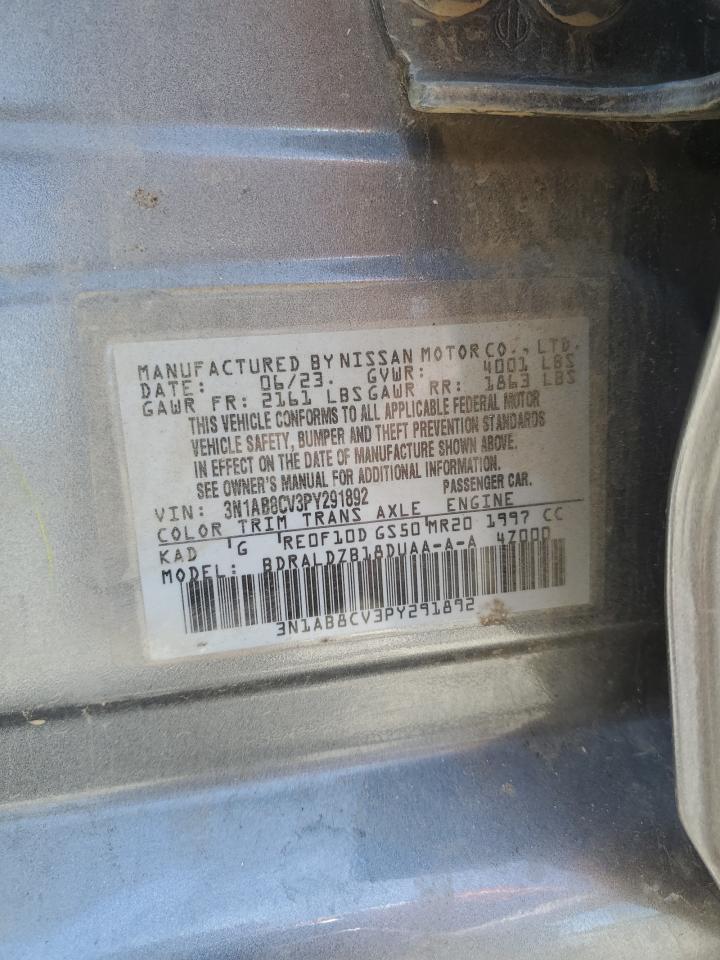 MANUFACTURED BY NISSAN MOTOR CO., LTD.
DATE: 06/23. GVWR: 4001 LBS
GAWR FR: 2161 LBS GAWR RR: 1863 LBS
THIS VEHICLE CONFORMS TO ALL APPLICABLE FEDERAL MOTOR
VEHICLE SAFETY, BUMPER AND THEFT PREVENTION STANDARDS
IN EFFECT ON THE DATE OF MANUFACTURE SHOWN ABOVE.
SEE OWNER'S MANUAL FOR ADDITIONAL INFORMATION.
VIN: 3N1AB8CV3PY291892 PASSENGER CAR.
COLOR TRIM TRANS AXLE ENGINE
KAD G RE0F10D GS50 MR20 1997 CC
MODEL: BDRALDZB18DUAA-A-A 4Z000
3N1AB8CV3PY291892